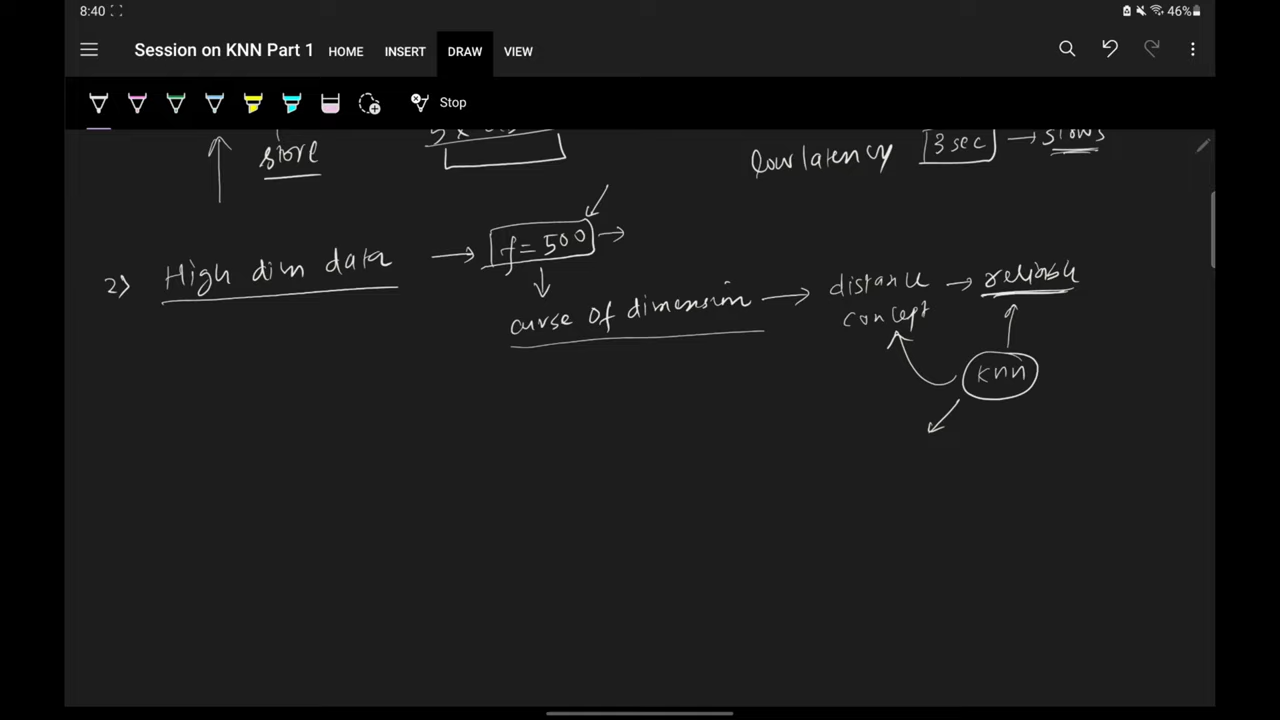 8:40 46%
Session on KNN Part 1 HOME INSERT DRAW VIEW
Stop
store
low latency 3 sec → slows
2) High dim data → f = 500 →
curse of dimension → distance concept → reliable
knn